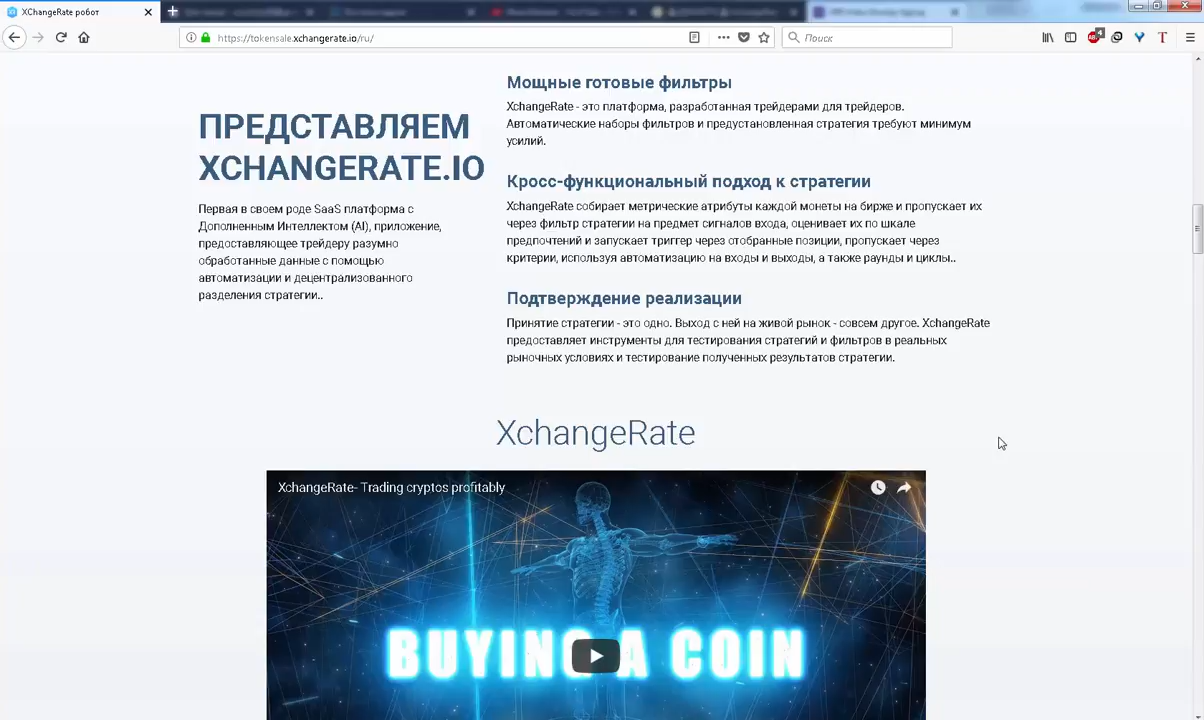 XChangeRate робот
https://tokensale.xchangerate.io/ru/
Поиск
4
ПРЕДСТАВЛЯЕМ
XCHANGERATE.IO
Первая в своем роде SaaS платформа с
Дополненным Интеллектом (AI), приложение,
предоставляющее трейдеру разумно
обработанные данные с помощью
автоматизации и децентрализованного
разделения стратегии..
Мощные готовые фильтры
XchangeRate - это платформа, разработанная трейдерами для трейдеров.
Автоматические наборы фильтров и предустановленная стратегия требуют минимум
усилий.
Кросс-функциональный подход к стратегии
XchangeRate собирает метрические атрибуты каждой монеты на бирже и пропускает их
через фильтр стратегии на предмет сигналов входа, оценивает их по шкале
предпочтений и запускает триггер через отобранные позиции, пропускает через
критерии, используя автоматизацию на входы и выходы, а также раунды и циклы..
Подтверждение реализации
Принятие стратегии - это одно. Выход с ней на живой рынок - совсем другое. XchangeRate
предоставляет инструменты для тестирования стратегий и фильтров в реальных
рыночных условиях и тестирование полученных результатов стратегии.
XchangeRate
XchangeRate- Trading cryptos profitably
BUYING A COIN